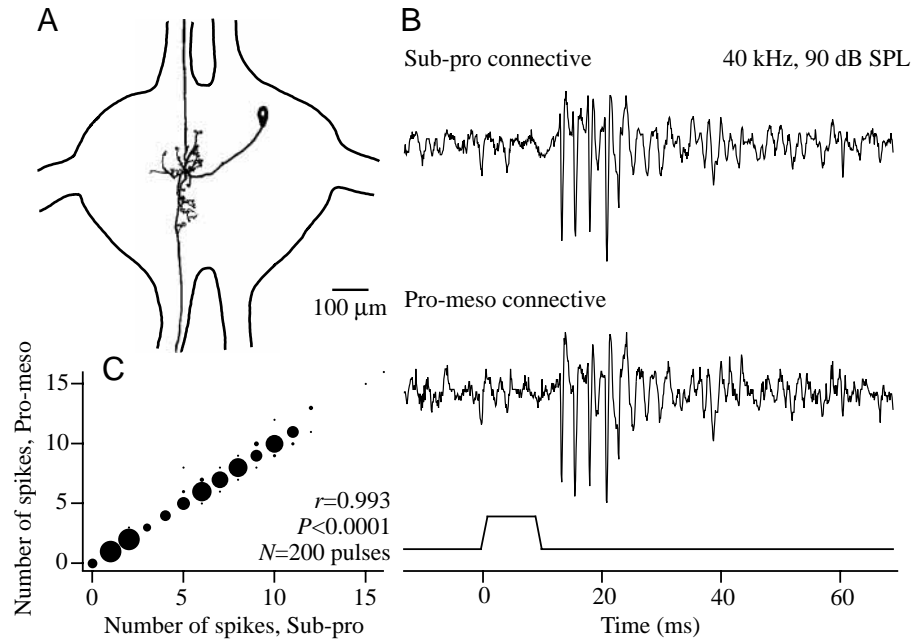 A
100 μm
B
Sub-pro connective 40 kHz, 90 dB SPL
Pro-meso connective
0 20 40 60
Time (ms)
C
Number of spikes, Pro-meso
15
10
5
0
r=0.993
P<0.0001
N=200 pulses
0 5 10 15
Number of spikes, Sub-pro